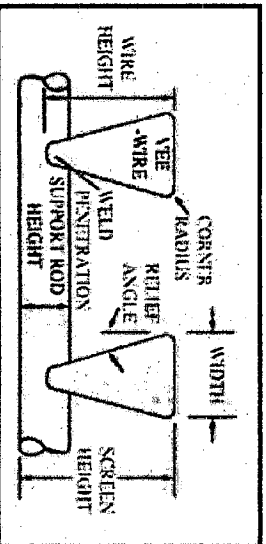 WIRE
HEIGHT
VEE
-WIRE
CORNER
RADIUS
WELD
PENETRATION
SUPPORT ROD
HEIGHT
RELIEF
ANGLE
WIDTH
SCREEN
HEIGHT